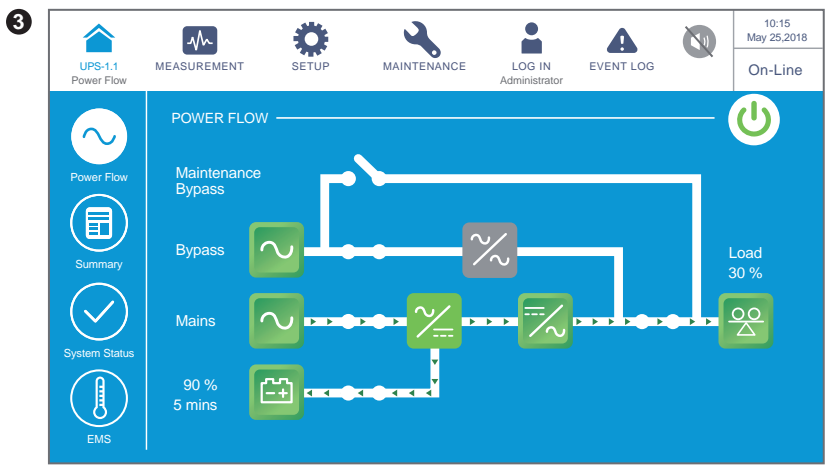 3
UPS-1.1
Power Flow
MEASUREMENT
SETUP
MAINTENANCE
LOG IN
Administrator
EVENT LOG
10:15
May 25,2018
On-Line
Power Flow
Summary
System Status
EMS
POWER FLOW
Maintenance
Bypass
Bypass
Mains
90 %
5 mins
Load
30 %